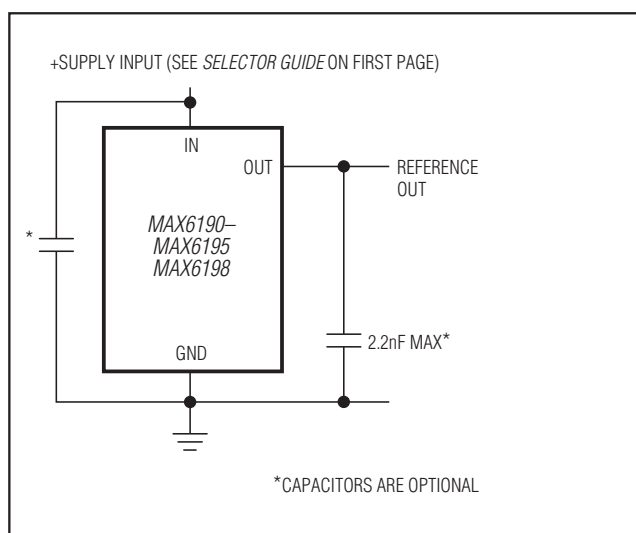 +SUPPLY INPUT (SEE SELECTOR GUIDE ON FIRST PAGE)
IN
OUT
REFERENCE
OUT
*
MAX6190–
MAX6195
MAX6198
2.2nF MAX*
GND
*CAPACITORS ARE OPTIONAL